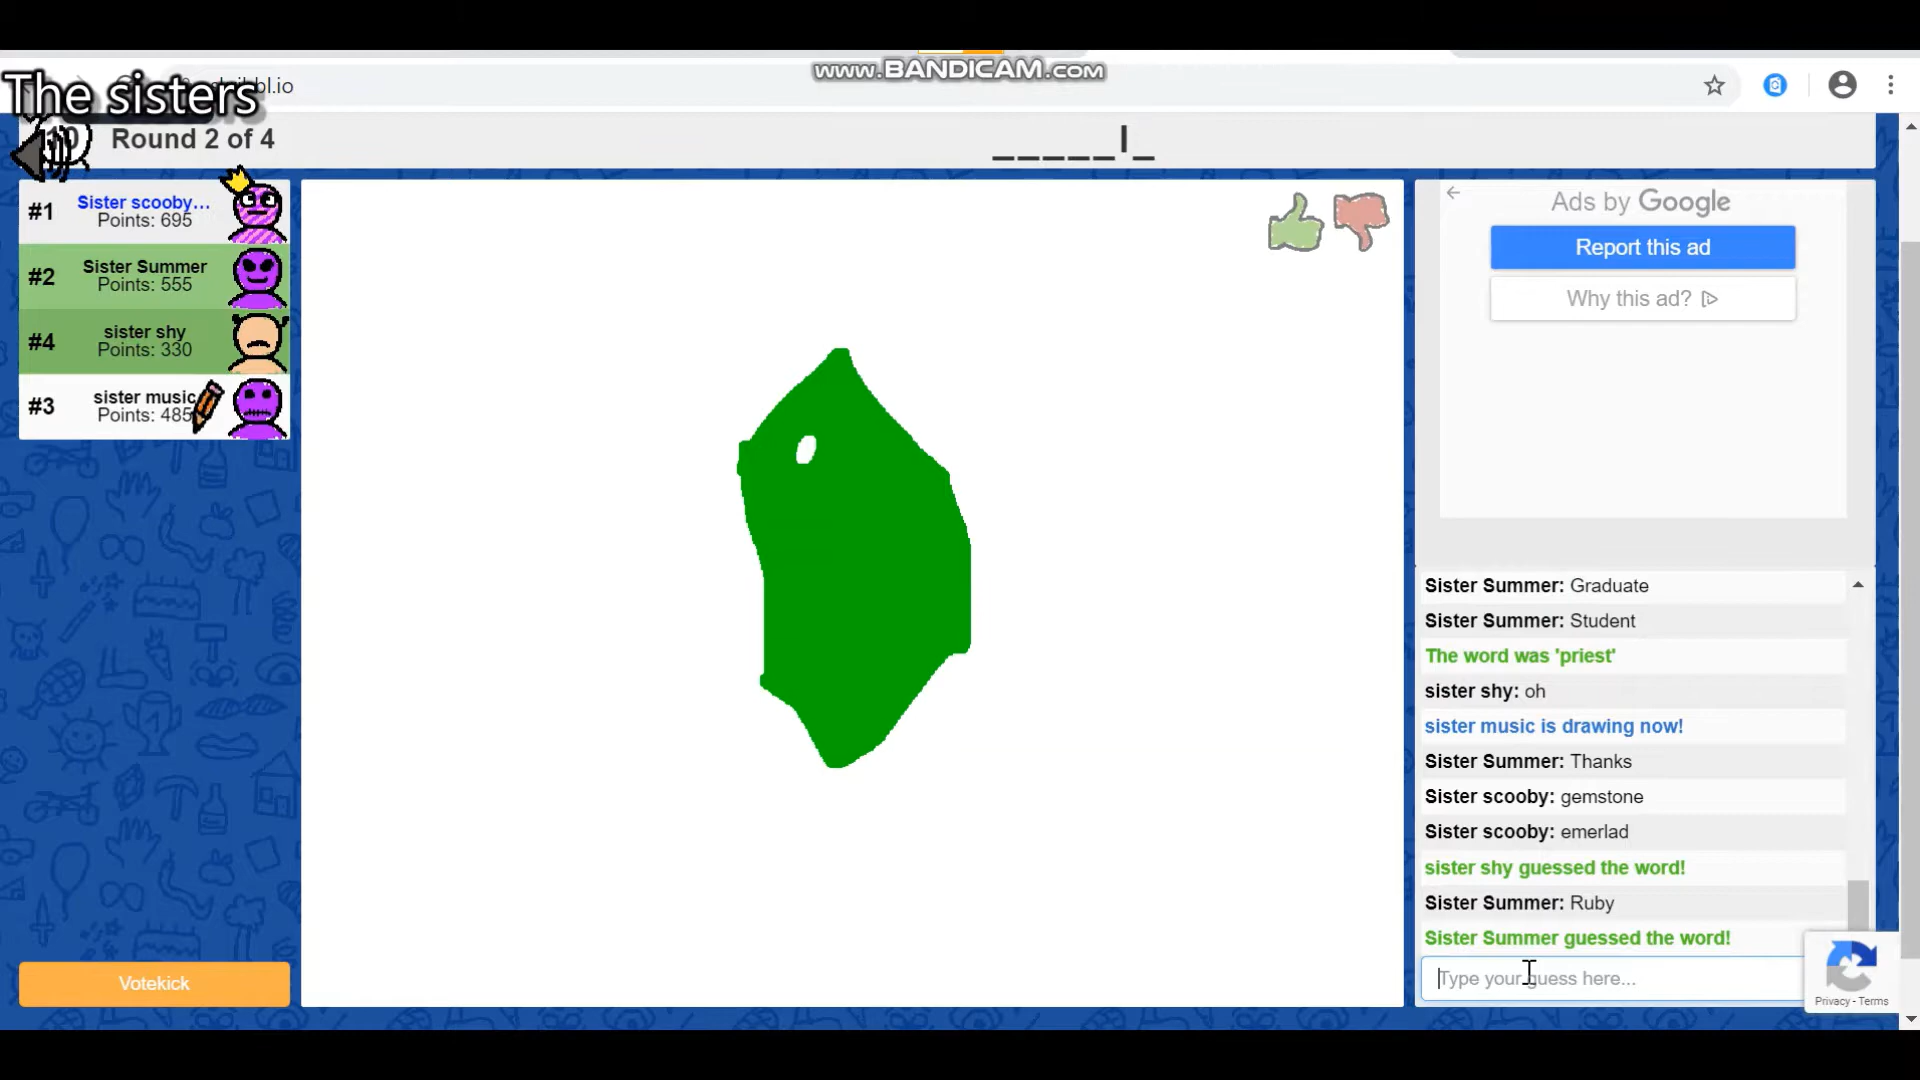 www.BANDICAM.com
The sisters
bl.io
Round 2 of 4
_____l_
#1
Sister scooby...
Points: 695
#2
Sister Summer
Points: 555
#4
sister shy
Points: 330
#3
sister music
Points: 485
Votekick
Ads by Google
Report this ad
Why this ad?
Sister Summer: Graduate
Sister Summer: Student
The word was 'priest'
sister shy: oh
sister music is drawing now!
Sister Summer: Thanks
Sister scooby: gemstone
Sister scooby: emerlad
sister shy guessed the word!
Sister Summer: Ruby
Sister Summer guessed the word!
Type your guess here...
Privacy - Terms